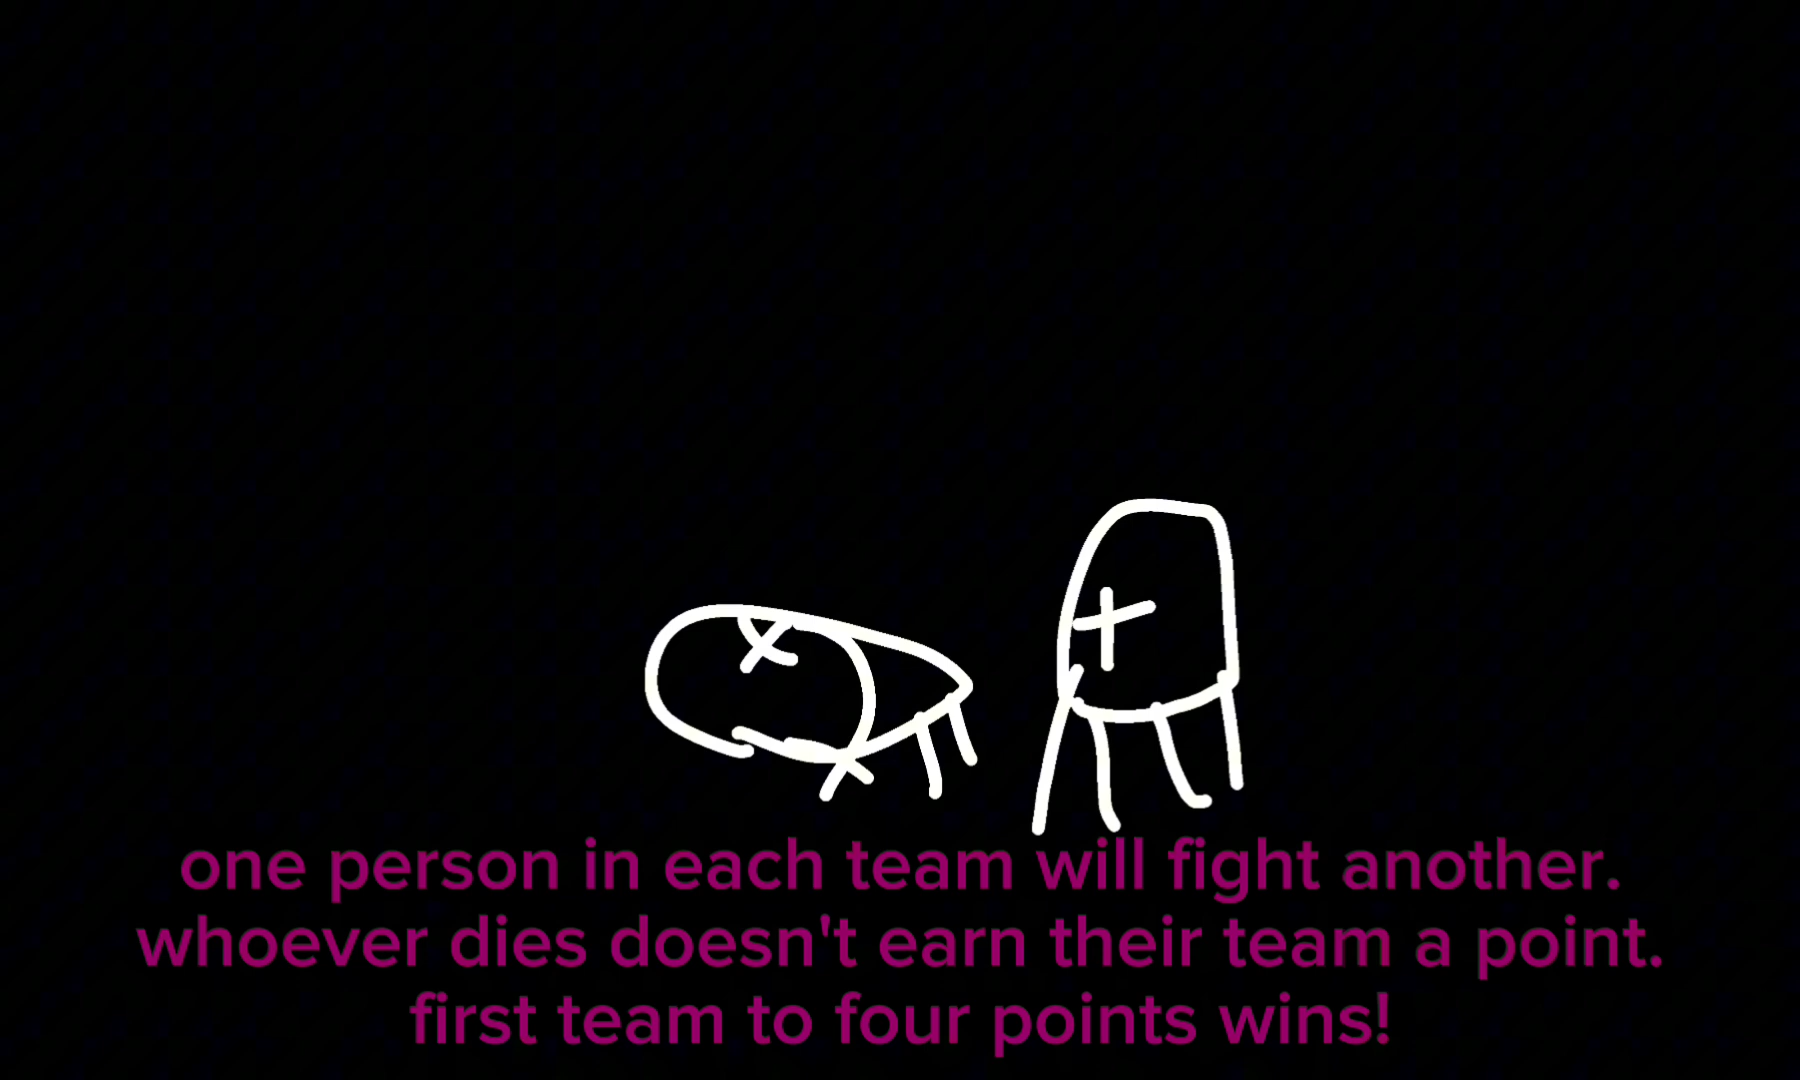 one person in each team will fight another.
whoever dies doesn't earn their team a point.
first team to four points wins!